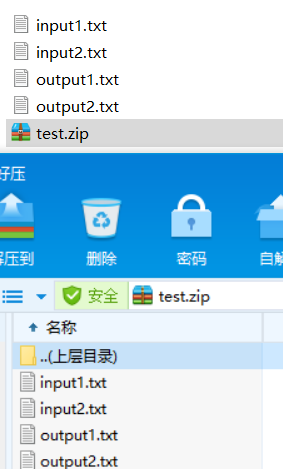 input1.txt
input2.txt
output1.txt
output2.txt
test.zip
好压
解压到 删除 密码 自解
安全 test.zip
名称
..(上层目录)
input1.txt
input2.txt
output1.txt
output2.txt